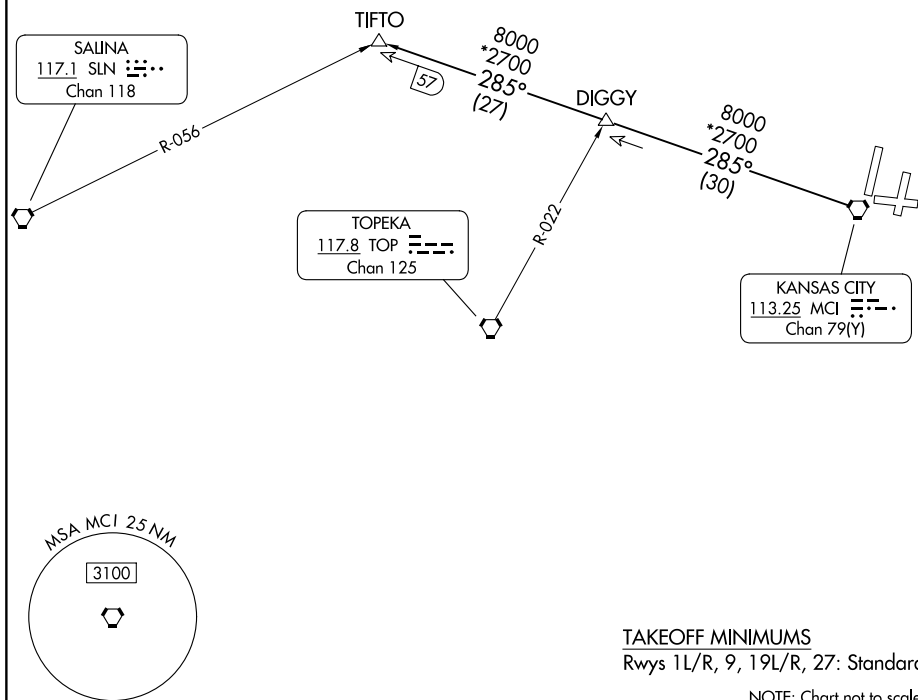 TIFTO
SALINA
117.1 SLN
Chan 118
8000
*2700
285°
(27)
57
DIGGY
8000
*2700
285°
(30)
R-056
R-022
TOPEKA
117.8 TOP
Chan 125
KANSAS CITY
113.25 MCI
Chan 79(Y)
MSA MCI 25 NM
3100
TAKEOFF MINIMUMS
Rwys 1L/R, 9, 19L/R, 27: Standard
NOTE: Chart not to scale